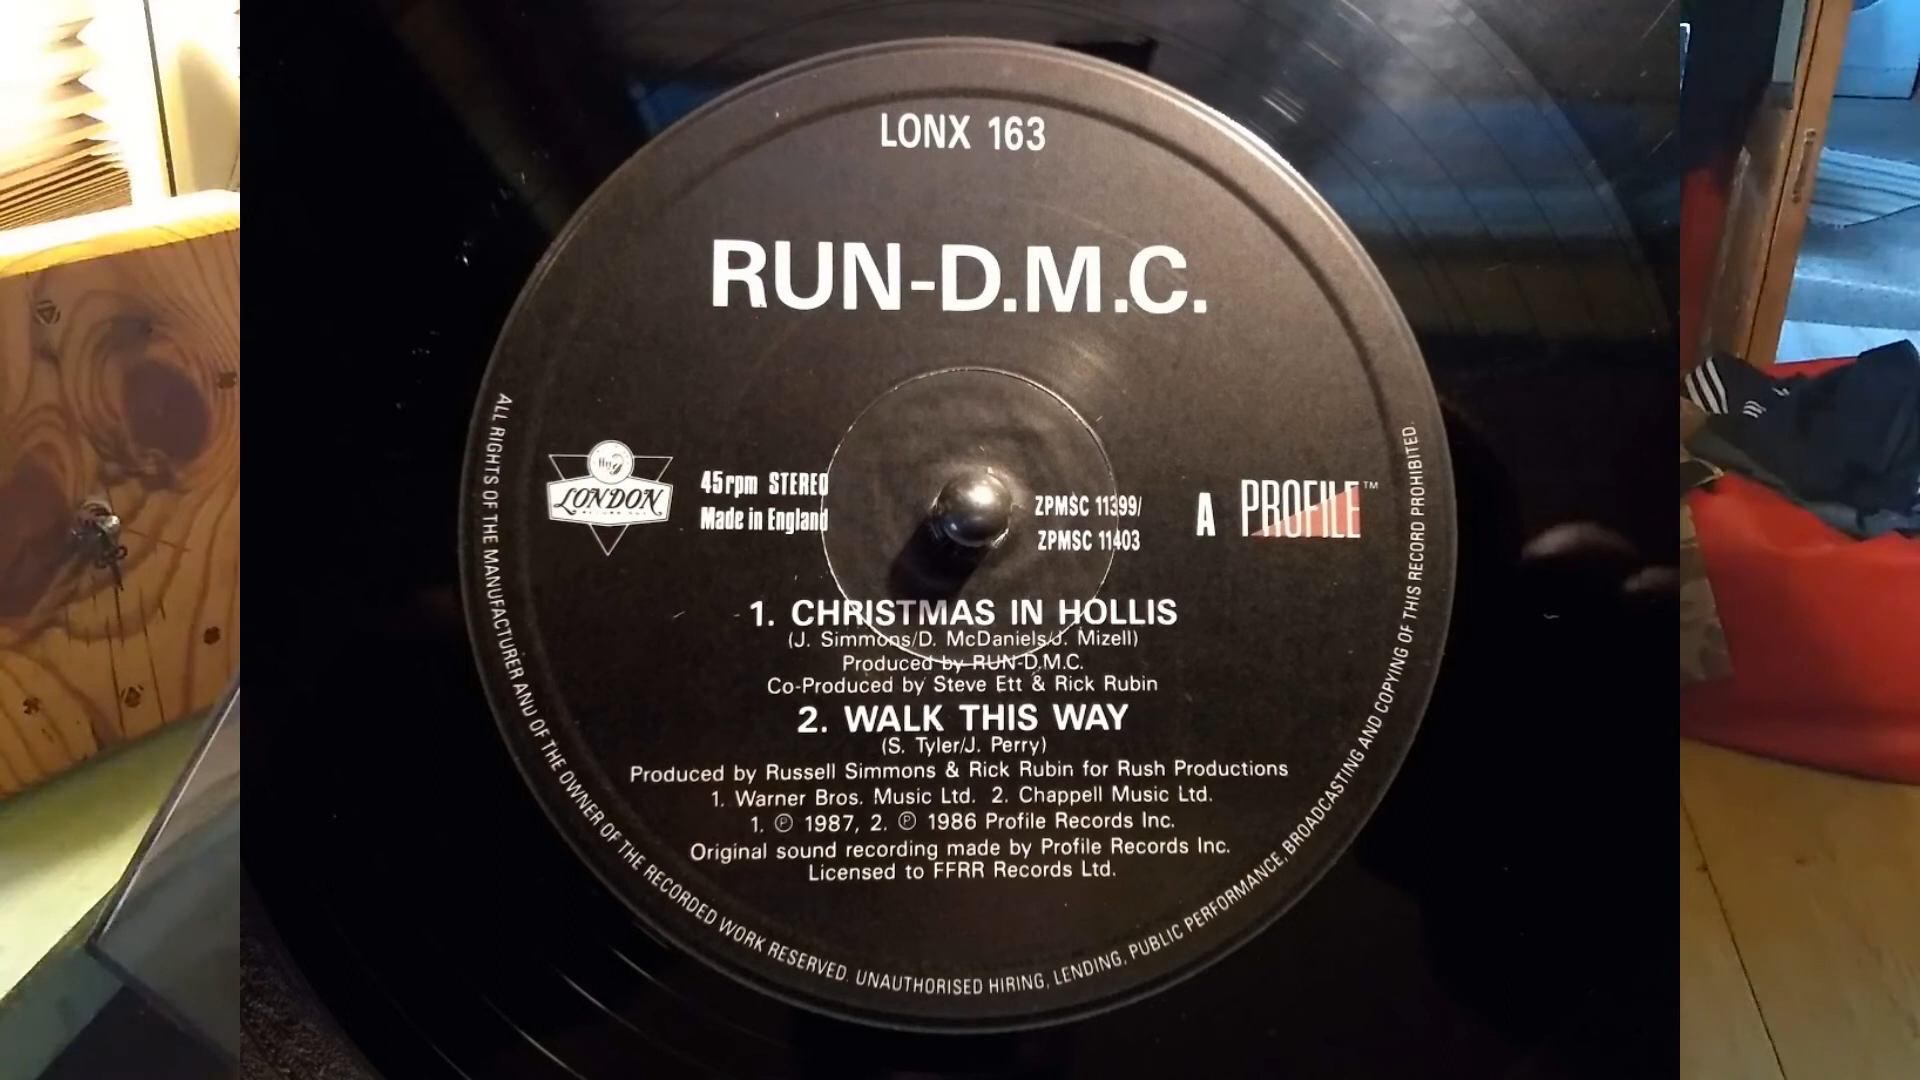 LONX 163
RUN-D.M.C.
LONDON
45rpm STEREO
Made in England
ZPMSC 11399/
ZPMSC 11403
A
PROFILE™
1. CHRISTMAS IN HOLLIS
(J. Simmons/D. McDaniels/J. Mizell)
Produced by RUN-D.M.C.
Co-Produced by Steve Ett & Rick Rubin
2. WALK THIS WAY
(S. Tyler/J. Perry)
Produced by Russell Simmons & Rick Rubin for Rush Productions
1. Warner Bros. Music Ltd. 2. Chappell Music Ltd.
1. ℗ 1987, 2. ℗ 1986 Profile Records Inc.
Original sound recording made by Profile Records Inc.
Licensed to FFRR Records Ltd.
ALL RIGHTS OF THE MANUFACTURER AND OF THE OWNER OF THE RECORDED WORK RESERVED. UNAUTHORISED HIRING, LENDING, PUBLIC PERFORMANCE, BROADCASTING AND COPYING OF THIS RECORD PROHIBITED.